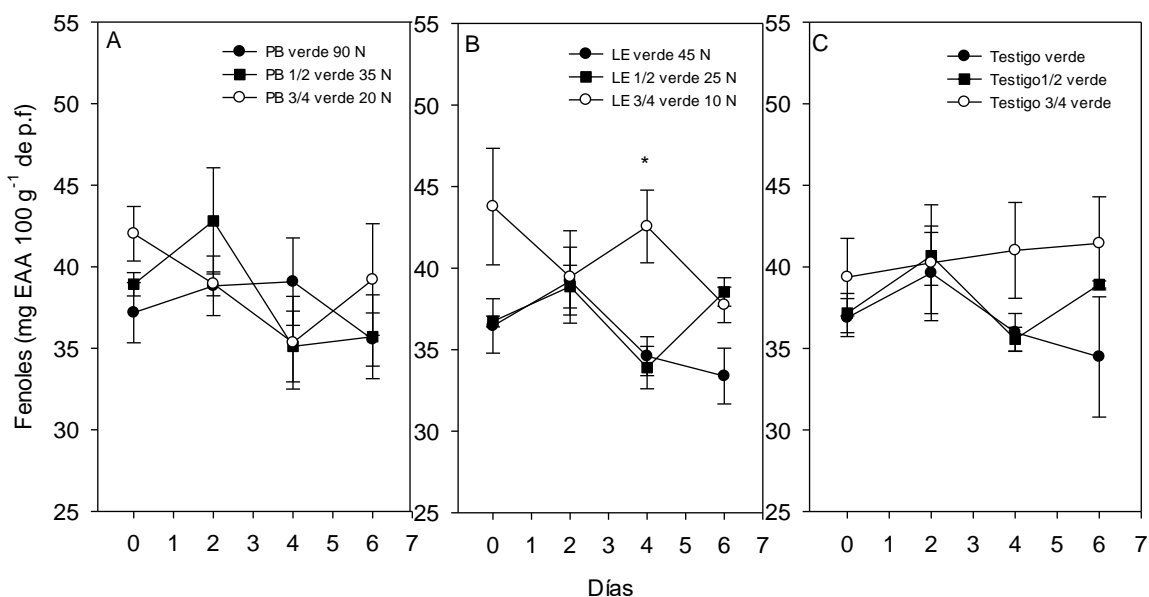 A
PB verde 90 N
PB 1/2 verde 35 N
PB 3/4 verde 20 N
B
LE verde 45 N
LE 1/2 verde 25 N
LE 3/4 verde 10 N
*
C
Testigo verde
Testigo1/2 verde
Testigo 3/4 verde
Fenoles (mg EAA 100 g⁻¹ de p.f)
55
50
45
40
35
30
25
55
50
45
40
35
30
25
55
50
45
40
35
30
25
0 1 2 3 4 5 6 7
0 1 2 3 4 5 6 7
0 1 2 3 4 5 6 7
Días